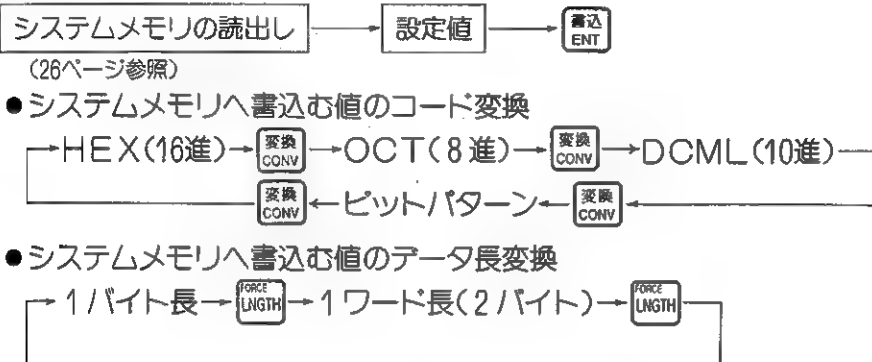 システムメモリの読出し → 設定値 → 書込 ENT
(26ページ参照)
●システムメモリへ書込む値のコード変換
→HEX(16進)→変換 CONV→OCT(8進)→変換 CONV→DCML(10進)
変換 CONV←ビットパターン←変換 CONV←
●システムメモリへ書込む値のデータ長変換
→1バイト長→FORCE LNGTH→1ワード長(2バイト)→FORCE LNGTH